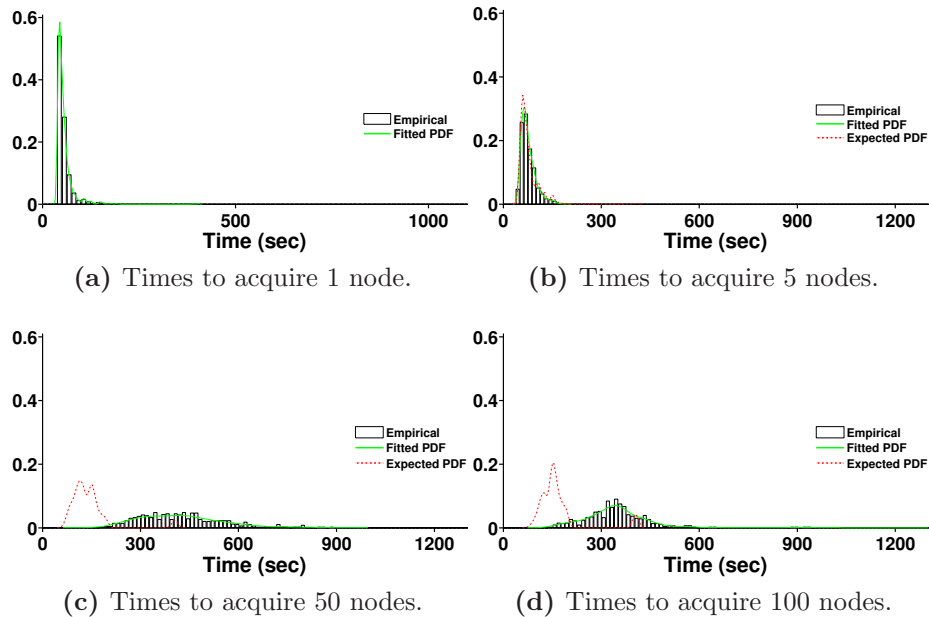 0.6
0.4
0.2
0
Empirical
Fitted PDF
0 500 1000
Time (sec)
(a) Times to acquire 1 node.
0.6
0.4
0.2
0
Empirical
Fitted PDF
Expected PDF
0 300 600 900 1200
Time (sec)
(b) Times to acquire 5 nodes.
0.6
0.4
0.2
0
Empirical
Fitted PDF
Expected PDF
0 300 600 900 1200
Time (sec)
(c) Times to acquire 50 nodes.
0.6
0.4
0.2
0
Empirical
Fitted PDF
Expected PDF
0 300 600 900 1200
Time (sec)
(d) Times to acquire 100 nodes.